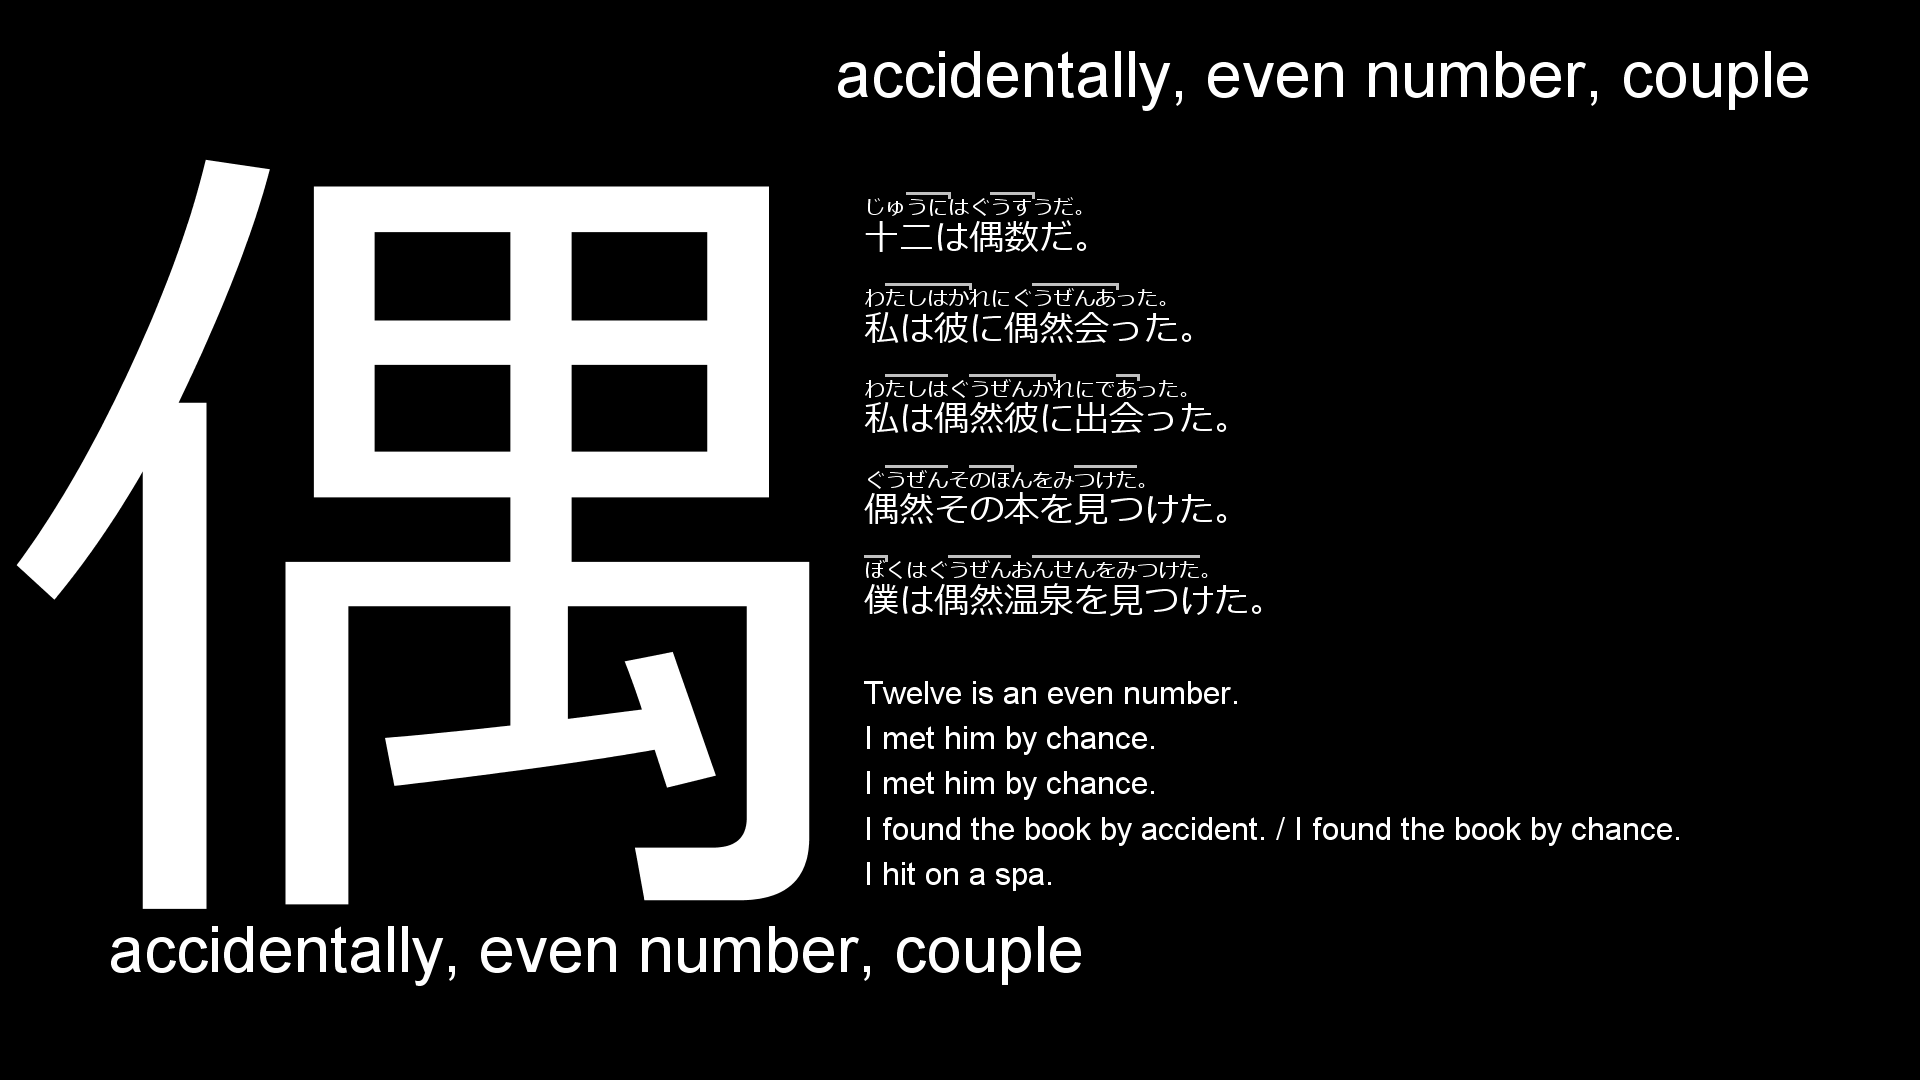 accidentally, even number, couple
偶
じゅうにはぐうすうだ。
十二は偶数だ。
わたしはかれにぐうぜんあった。
私は彼に偶然会った。
わたしはぐうぜんかれにであった。
私は偶然彼に出会った。
ぐうぜんそのほんをみつけた。
偶然その本を見つけた。
ぼくはぐうぜんおんせんをみつけた。
僕は偶然温泉を見つけた。
Twelve is an even number.
I met him by chance.
I met him by chance.
I found the book by accident. / I found the book by chance.
I hit on a spa.
accidentally, even number, couple